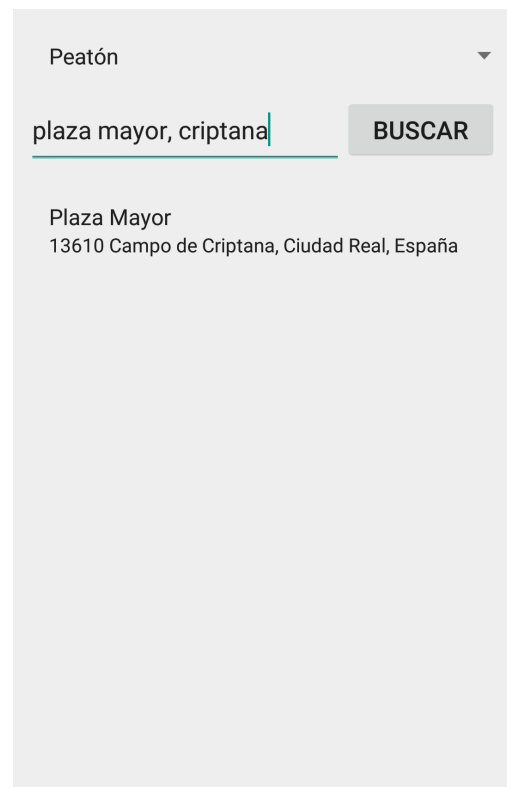 Peatón
plaza mayor, criptana
BUSCAR
Plaza Mayor
13610 Campo de Criptana, Ciudad Real, España